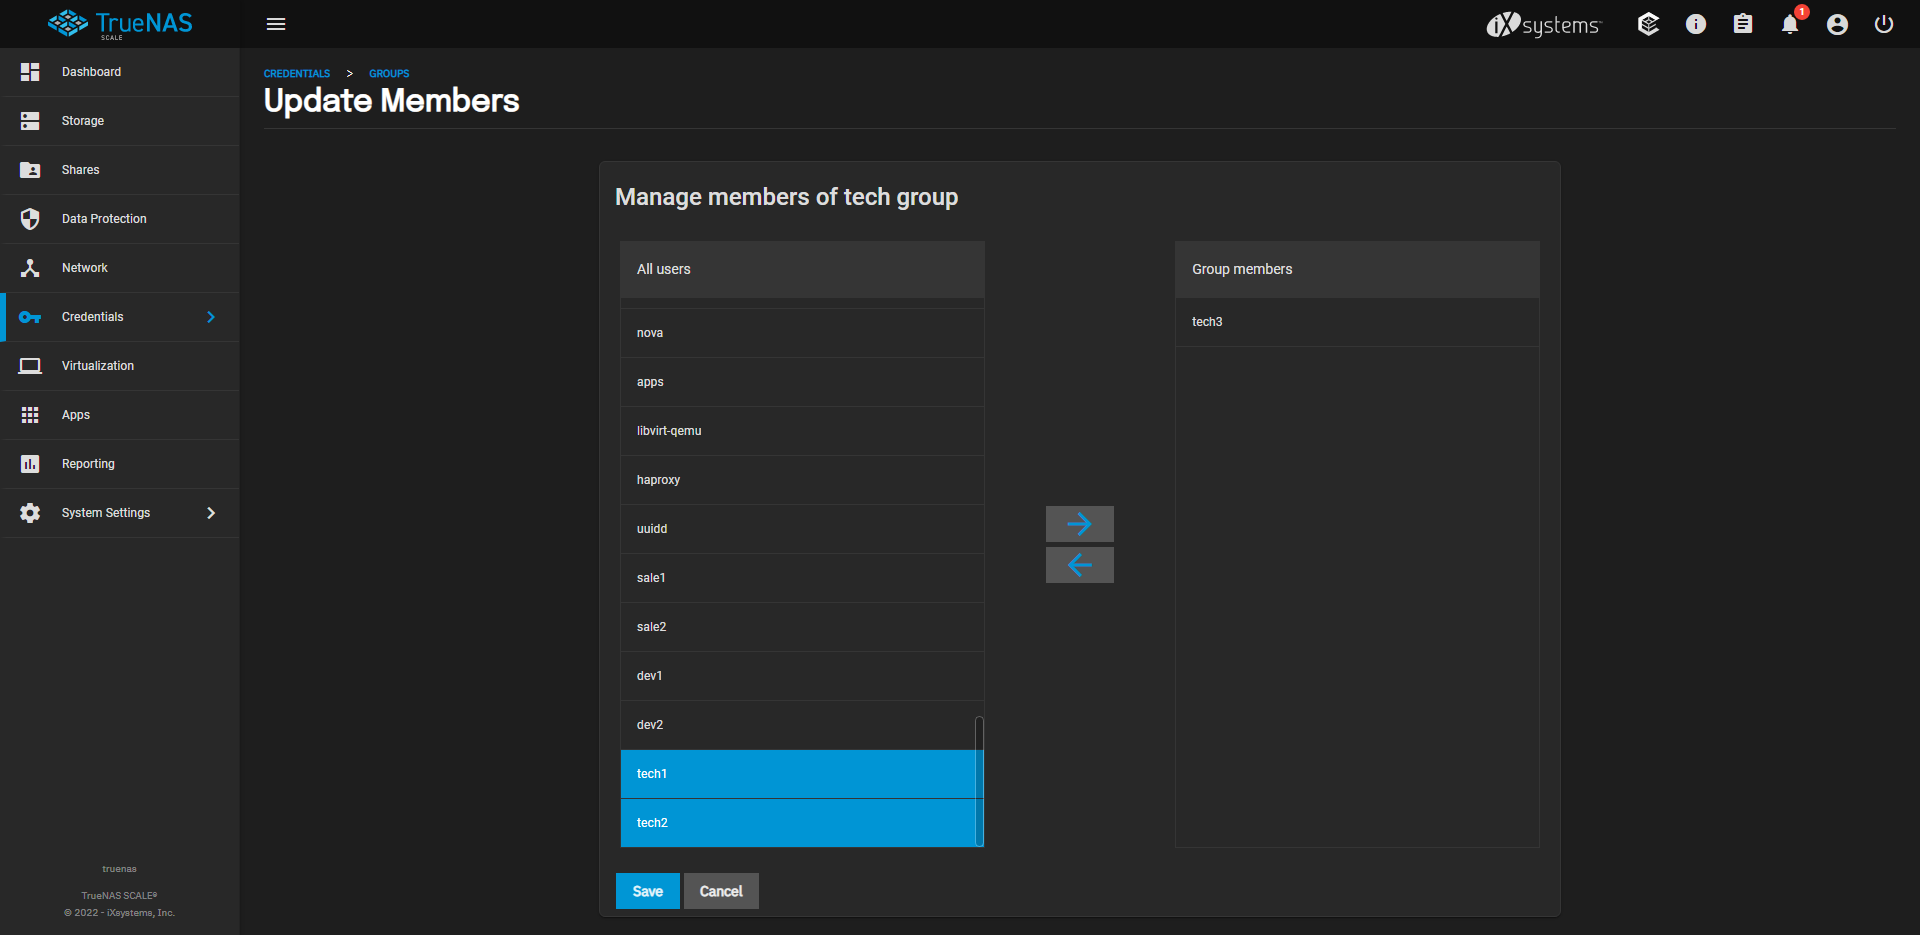 TrueNAS
SCALE
iXsystems™
1
Dashboard
Storage
Shares
Data Protection
Network
Credentials
Virtualization
Apps
Reporting
System Settings
truenas
TrueNAS SCALE®
© 2022 - iXsystems, Inc.
CREDENTIALS > GROUPS
Update Members
Manage members of tech group
All users
nova
apps
libvirt-qemu
haproxy
uuidd
sale1
sale2
dev1
dev2
tech1
tech2
Group members
tech3
Save Cancel